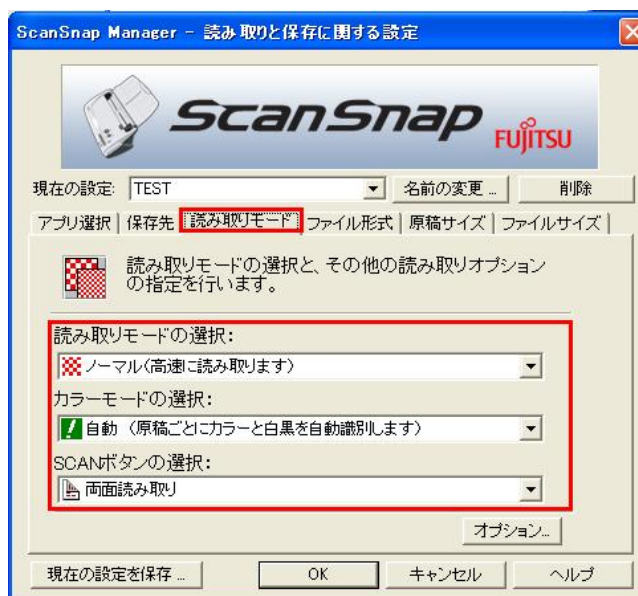 ScanSnap Manager - 読み取りと保存に関する設定
ScanSnap FUJITSU
現在の設定: TEST 名前の変更 ... 削除
アプリ選択 保存先 読み取りモード ファイル形式 原稿サイズ ファイルサイズ
読み取りモードの選択と、その他の読み取りオプション
の指定を行います。
読み取りモードの選択:
ノーマル(高速に読み取ります)
カラーモードの選択:
自動 (原稿ごとにカラーと白黒を自動識別します)
SCANボタンの選択:
両面読み取り
オプション...
現在の設定を保存 ... OK キャンセル ヘルプ